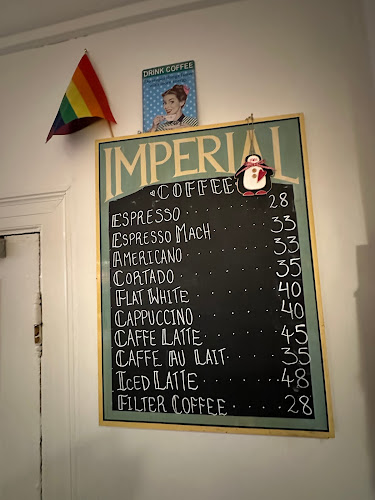 DRINK COFFEE
IMPERIAL
COFFEE
ESPRESSO 28
ESPRESSO MACH 33
AMERICANO 33
CORTADO 35
FLAT WHITE 40
CAPPUCCINO 40
CAFFE LATTE 45
CAFFE AU LAIT 35
ICED LATTE 48
FILTER COFFEE 28